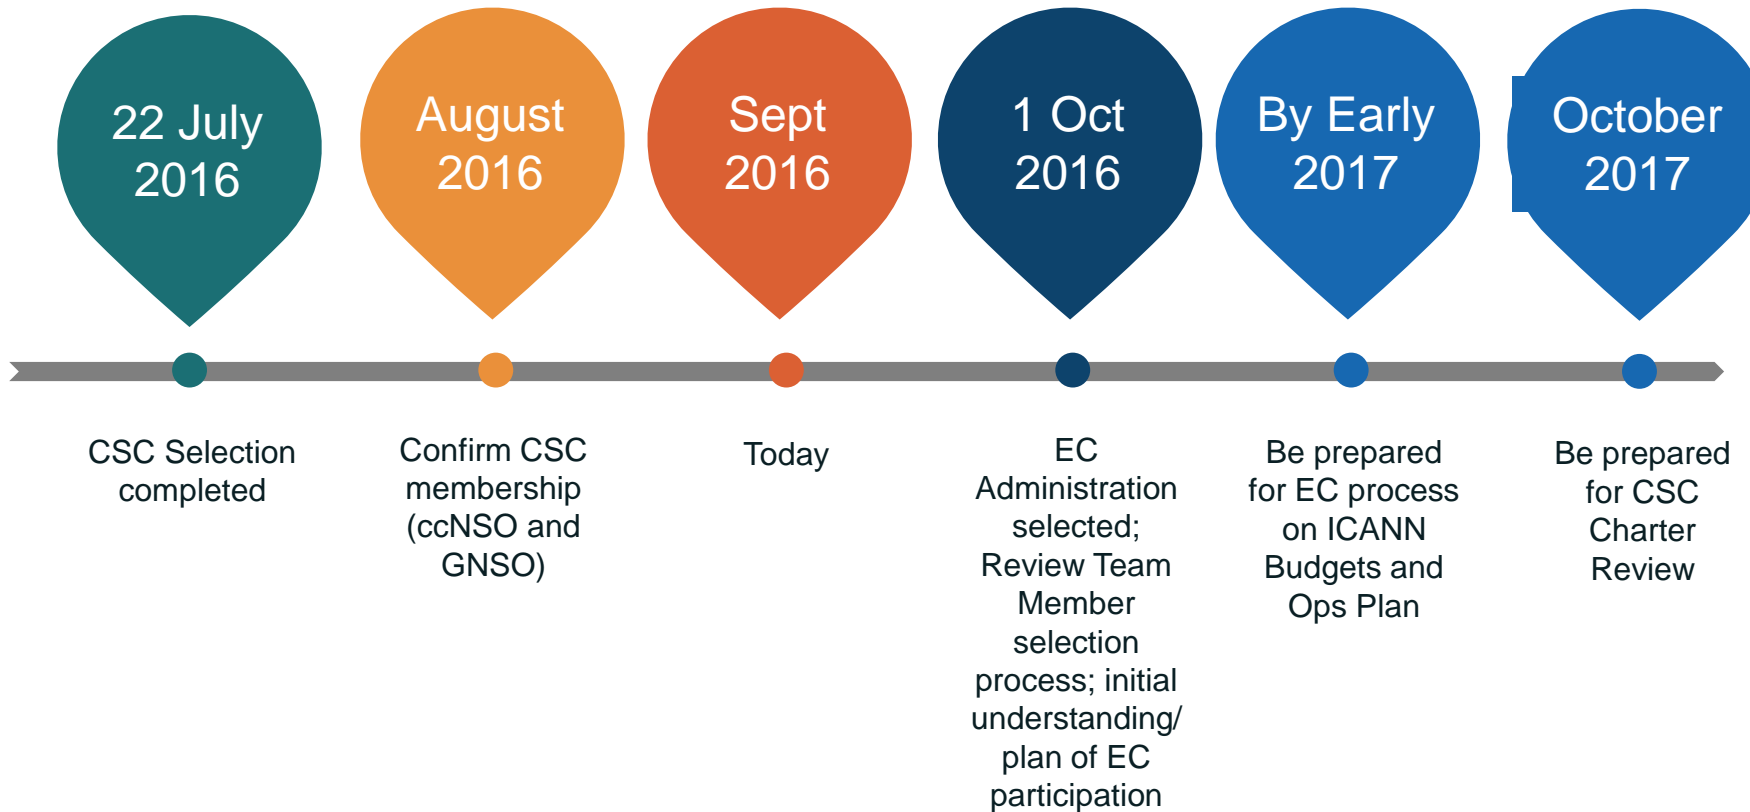 22 July
2016
August
2016
Sept
2016
1 Oct
2016
By Early
2017
October
2017
CSC Selection
completed
Confirm CSC
membership
(ccNSO and
GNSO)
Today
EC
Administration
selected;
Review Team
Member
selection
process; initial
understanding/
plan of EC
participation
Be prepared
for EC process
on ICANN
Budgets and
Ops Plan
Be prepared
for CSC
Charter
Review